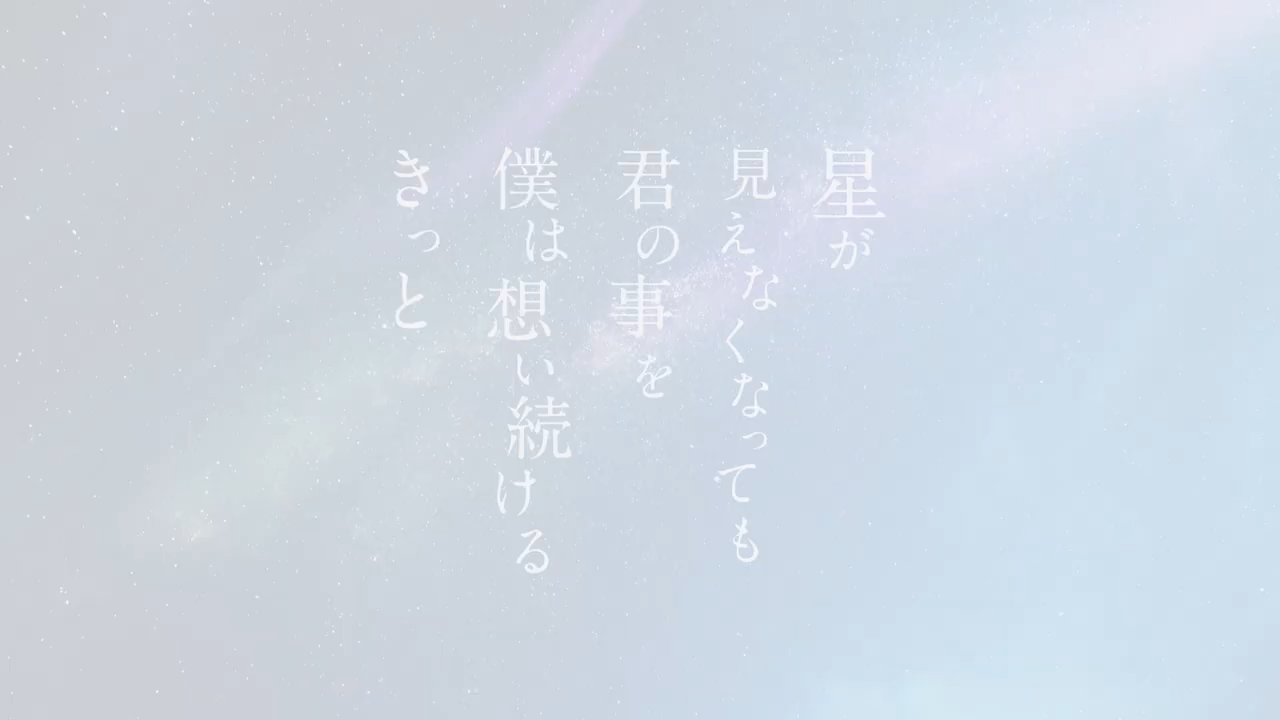 星が
見えなくなっても
君の事を
僕は想い続ける
きっと